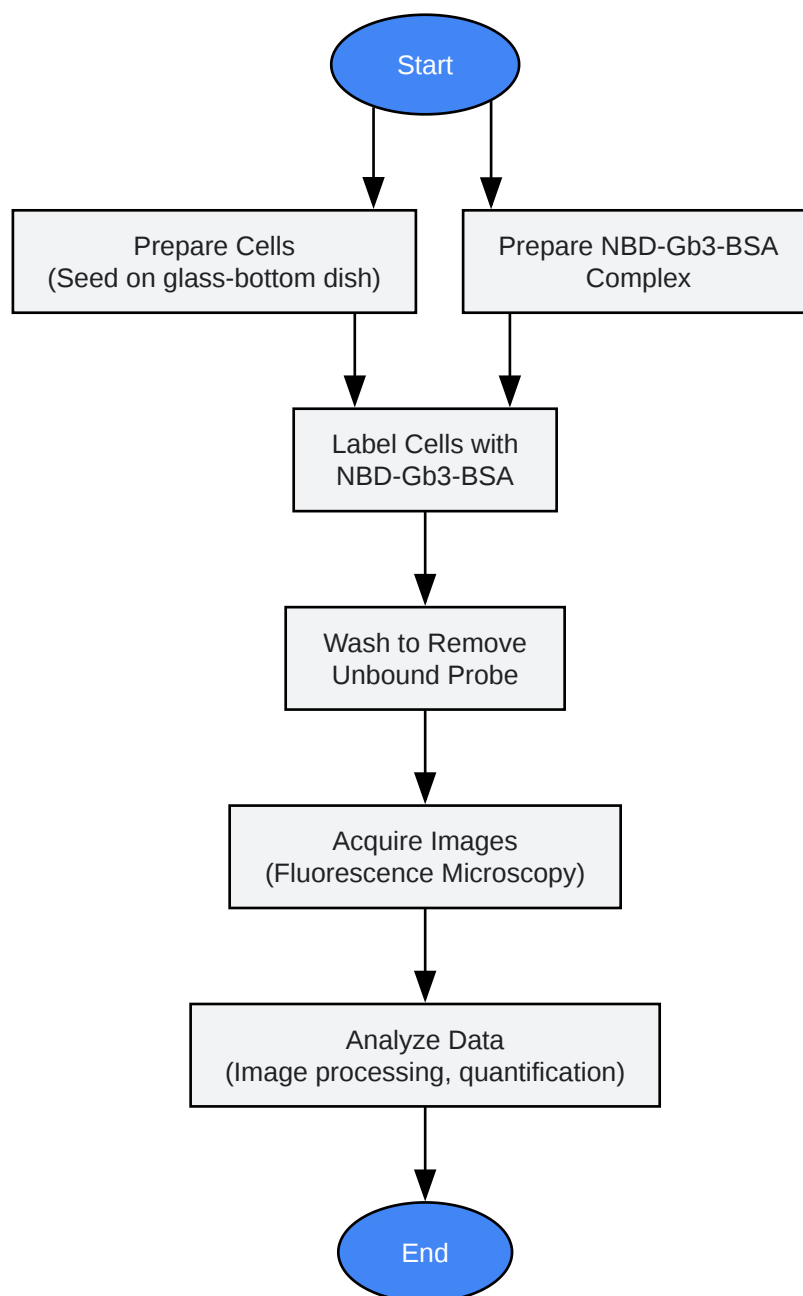 Start
Prepare Cells
(Seed on glass-bottom dish)
Prepare NBD-Gb3-BSA
Complex
Label Cells with
NBD-Gb3-BSA
Wash to Remove
Unbound Probe
Acquire Images
(Fluorescence Microscopy)
Analyze Data
(Image processing, quantification)
End